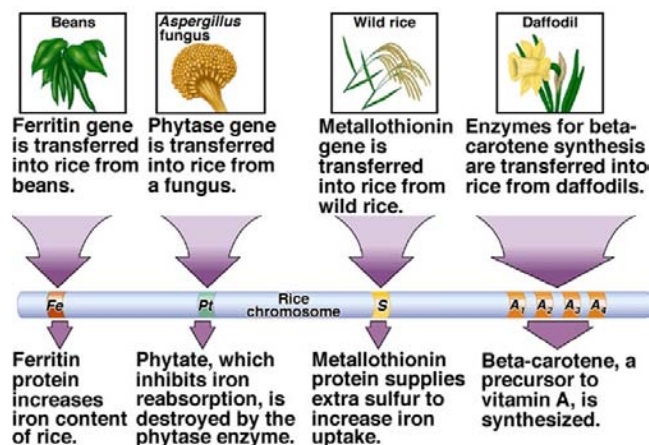 Beans
Aspergillus
fungus
Wild rice
Daffodil
Ferritin gene
is transferred
into rice from
beans.
Phytase gene
is transferred
into rice from
a fungus.
Metallothionin
gene is
transferred
into rice from
wild rice.
Enzymes for beta-
carotene synthesis
are transferred into
rice from daffodils.
Fe
Pt
Rice
chromosome
S
A1
A2
A3
A4
Ferritin
protein
increases
iron content
of rice.
Phytate, which
inhibits iron
reabsorption, is
destroyed by the
phytase enzyme.
Metallothionin
protein supplies
extra sulfur to
increase iron
uptake.
Beta-carotene, a
precursor to
vitamin A, is
synthesized.